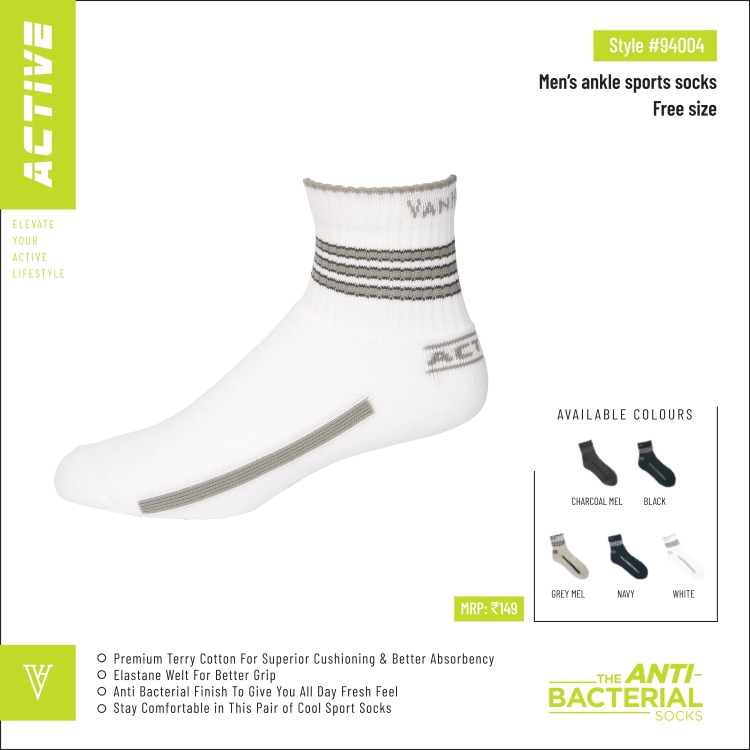 ACTIVE
ELEVATE
YOUR
ACTIVE
LIFESTYLE
Style #94004
Men's ankle sports socks
Free size
AVAILABLE COLOURS
CHARCOAL MEL
BLACK
GREY MEL
NAVY
WHITE
MRP: ₹149
Premium Terry Cotton For Superior Cushioning & Better Absorbency
Elastane Welt For Better Grip
Anti Bacterial Finish To Give You All Day Fresh Feel
Stay Comfortable in This Pair of Cool Sport Socks
THE ANTI-
BACTERIAL
SOCKS